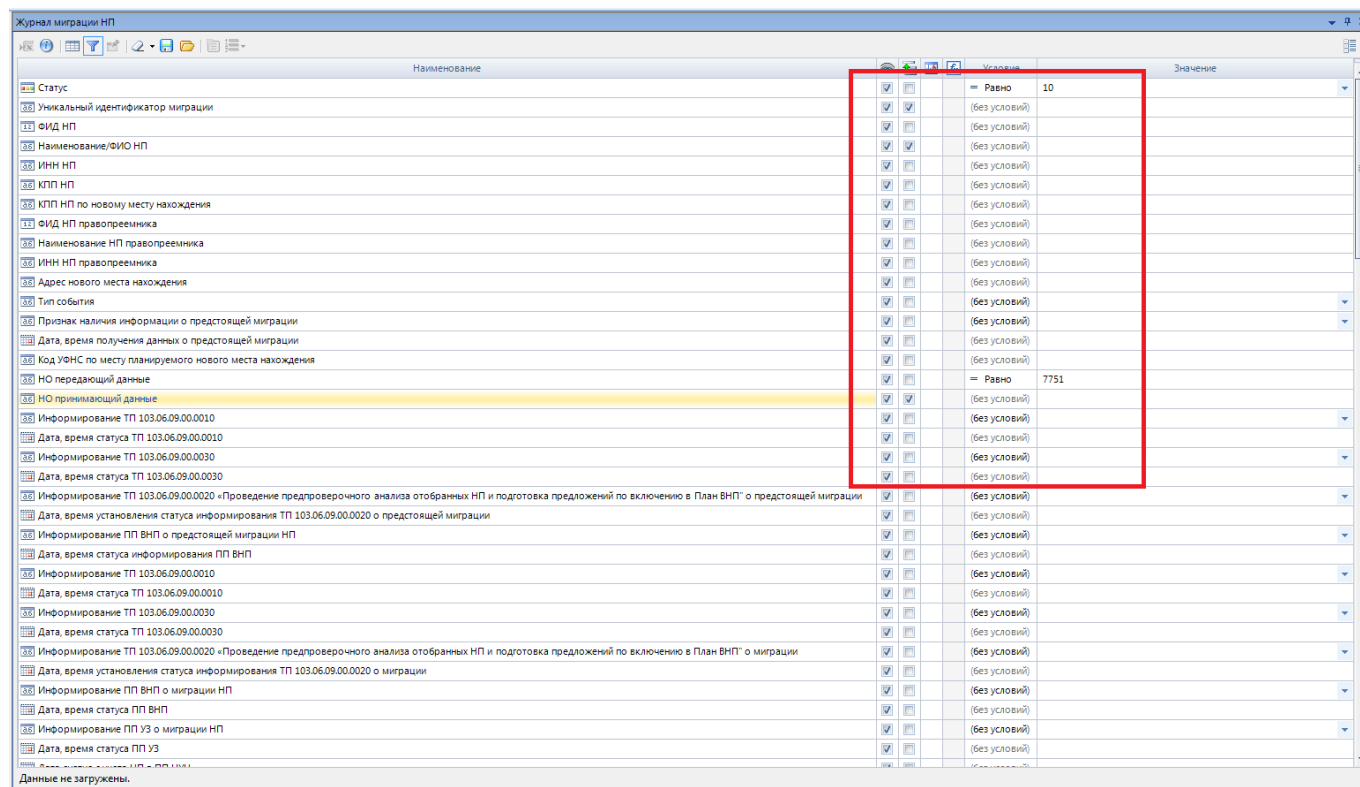 Журнал миграции НП
Наименование Условие Значение
Статус = Равно 10
Уникальный идентификатор миграции (без условий)
ФИД НП (без условий)
Наименование/ФИО НП (без условий)
ИНН НП (без условий)
КПП НП (без условий)
КПП НП по новому месту нахождения (без условий)
ФИД НП правопреемника (без условий)
Наименование НП правопреемника (без условий)
ИНН НП правопреемника (без условий)
Адрес нового места нахождения (без условий)
Тип события (без условий)
Признак наличия информации о предстоящей миграции (без условий)
Дата, время получения данных о предстоящей миграции (без условий)
Код УФНС по месту планируемого нового места нахождения (без условий)
НО передающий данные = Равно 7751
НО принимающий данные (без условий)
Информирование ТП 103.06.09.00.0010 (без условий)
Дата, время статуса ТП 103.06.09.00.0010 (без условий)
Информирование ТП 103.06.09.00.0030 (без условий)
Дата, время статуса ТП 103.06.09.00.0030 (без условий)
Информирование ТП 103.06.09.00.0020 «Проведение предпроверочного анализа отобранных НП и подготовка предложений по включению в План ВНП" о предстоящей миграции (без условий)
Дата, время установления статуса информирования ТП 103.06.09.00.0020 о предстоящей миграции (без условий)
Информирование ПП ВНП о предстоящей миграции НП (без условий)
Дата, время статуса информирования ПП ВНП (без условий)
Информирование ТП 103.06.09.00.0010 (без условий)
Дата, время статуса ТП 103.06.09.00.0010 (без условий)
Информирование ТП 103.06.09.00.0030 (без условий)
Дата, время статуса ТП 103.06.09.00.0030 (без условий)
Информирование ТП 103.06.09.00.0020 «Проведение предпроверочного анализа отобранных НП и подготовка предложений по включению в План ВНП" о миграции (без условий)
Дата, время установления статуса информирования ТП 103.06.09.00.0020 о миграции (без условий)
Информирование ПП ВНП о миграции НП (без условий)
Дата, время статуса ПП ВНП (без условий)
Информирование ПП УЗ о миграции НП (без условий)
Дата, время статуса ПП УЗ (без условий)
Данные не загружены.